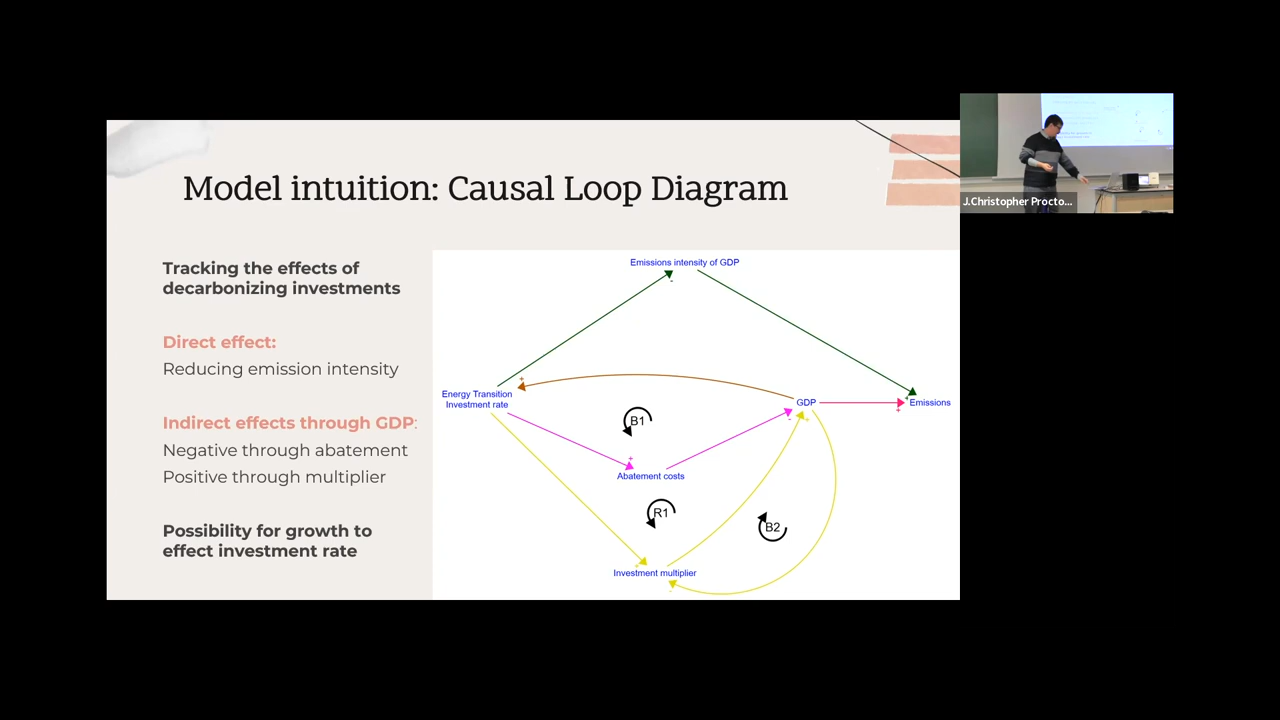 Model intuition: Causal Loop Diagram
Tracking the effects of
decarbonizing investments
Direct effect:
Reducing emission intensity
Indirect effects through GDP:
Negative through abatement
Positive through multiplier
Possibility for growth to
effect investment rate
Emissions intensity of GDP
-
+
Energy Transition
Investment rate
GDP
Emissions
+
+
B1
-
+
+
Abatement costs
R1
B2
+
Investment multiplier
-
J.Christopher Procto...